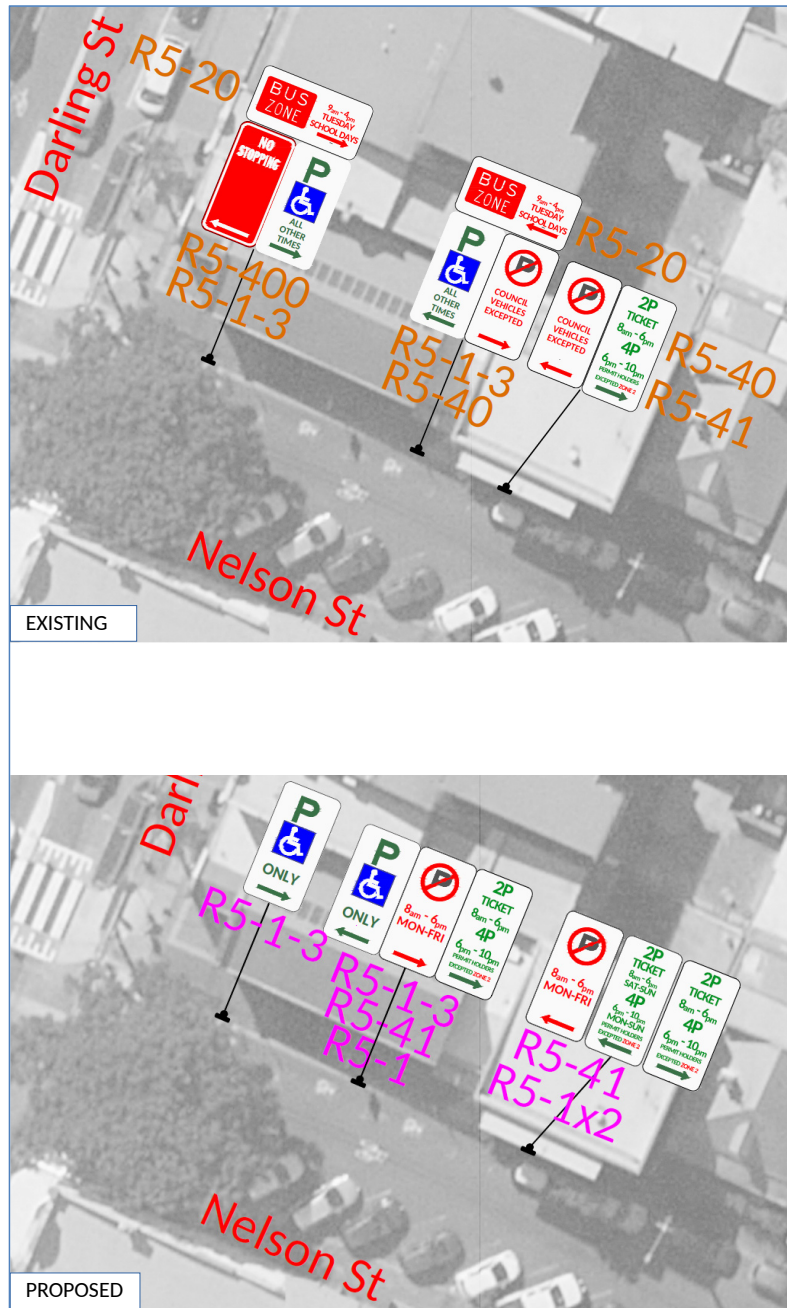 Darling St
R5-20
BUS
ZONE
9am - 4pm
TUESDAY
SCHOOL DAYS
NO
STOPPING
P
ALL
OTHER
TIMES
R5-400
R5-1-3
BUS
ZONE
9am - 4pm
TUESDAY
SCHOOL DAYS
R5-20
P
ALL
OTHER
TIMES
P
COUNCIL
VEHICLES
EXCEPTED
P
COUNCIL
VEHICLES
EXCEPTED
2P
TICKET
8am - 6pm
4P
6pm - 10pm
PERMIT HOLDERS
EXCEPTED ZONE 2
R5-1-3
R5-40
R5-40
R5-41
Nelson St
EXISTING
Darl
P
ONLY
R5-1-3
P
ONLY
P
8am - 6pm
MON-FRI
2P
TICKET
8am - 6pm
4P
6pm - 10pm
PERMIT HOLDERS
EXCEPTED ZONE 2
R5-1-3
R5-41
R5-1
P
8am - 6pm
MON-FRI
2P
TICKET
8am - 6pm
SAT-SUN
4P
6pm - 10pm
MON-SUN
PERMIT HOLDERS
EXCEPTED ZONE 2
2P
TICKET
8am - 6pm
4P
6pm - 10pm
PERMIT HOLDERS
EXCEPTED ZONE 2
R5-41
R5-1x2
Nelson St
PROPOSED